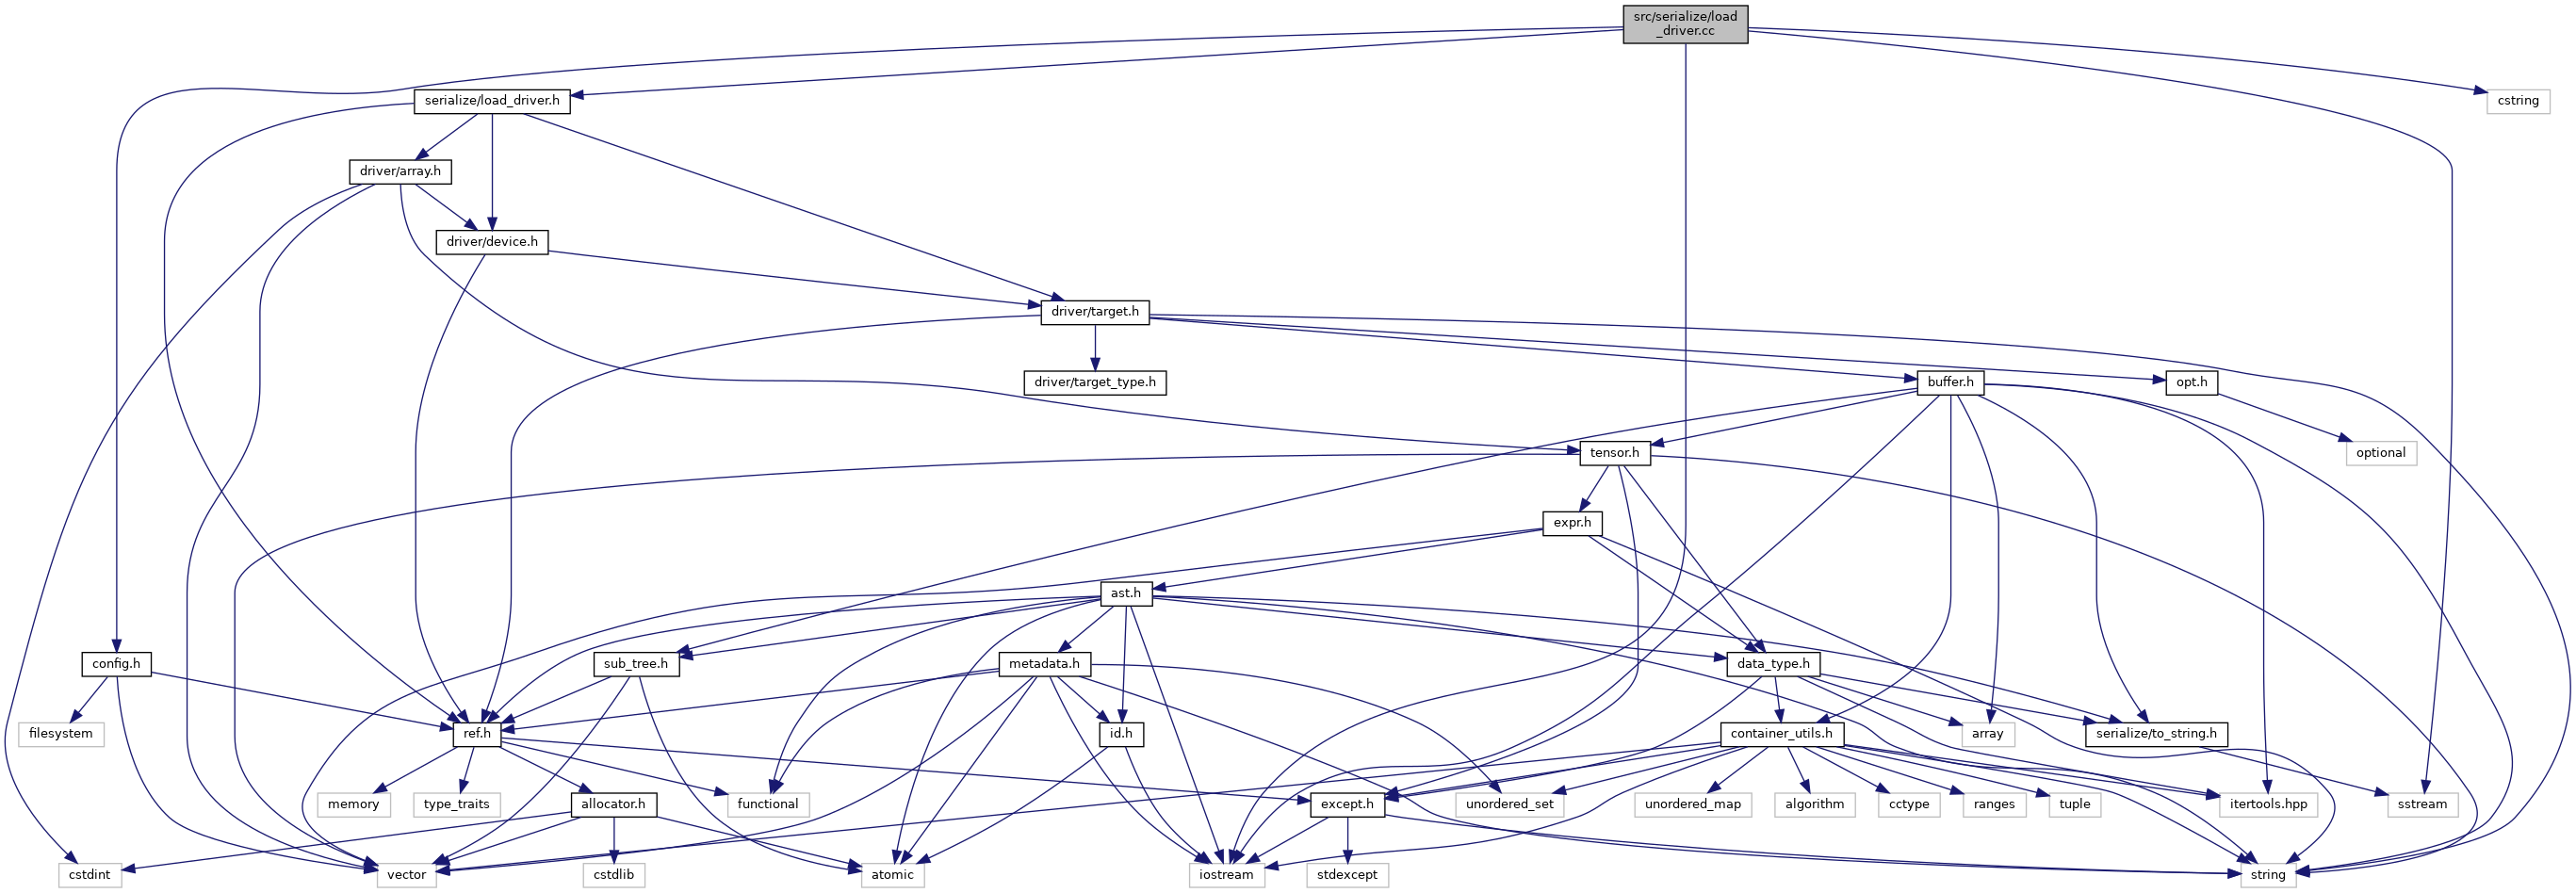 src/serialize/load
_driver.cc
serialize/load_driver.h
cstring
driver/array.h
driver/device.h
driver/target.h
driver/target_type.h
buffer.h
opt.h
tensor.h
optional
expr.h
ast.h
config.h
sub_tree.h
metadata.h
data_type.h
filesystem
ref.h
id.h
container_utils.h
array
serialize/to_string.h
memory
type_traits
allocator.h
functional
except.h
unordered_set
unordered_map
algorithm
cctype
ranges
tuple
itertools.hpp
sstream
cstdint
vector
cstdlib
atomic
iostream
stdexcept
string